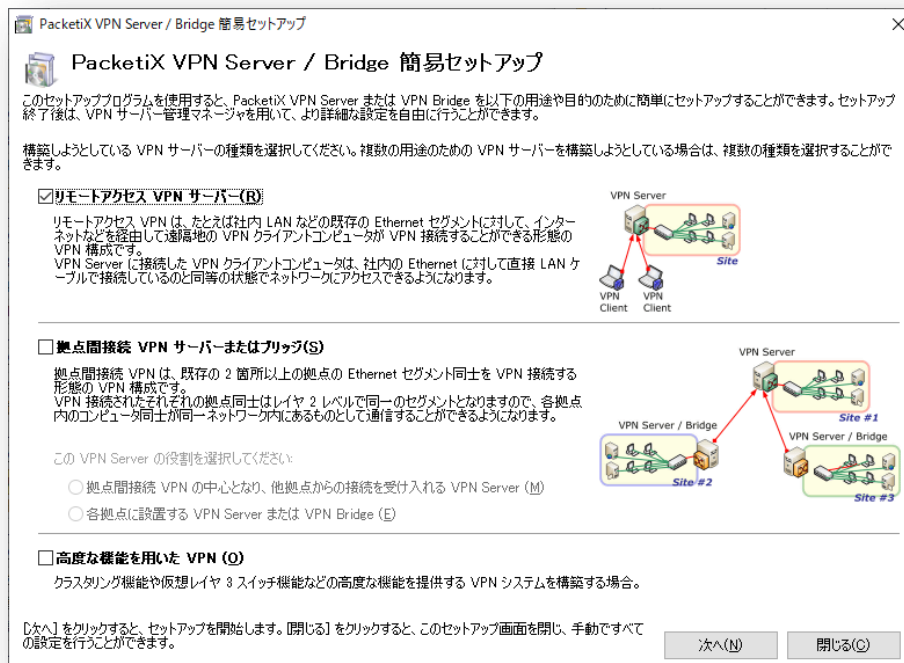 PacketiX VPN Server / Bridge 簡易セットアップ
PacketiX VPN Server / Bridge 簡易セットアップ
このセットアッププログラムを使用すると、PacketiX VPN Server または VPN Bridge を以下の用途や目的のために簡単にセットアップすることができます。セットアップ
終了後は、VPN サーバー管理マネージャを用いて、より詳細な設定を自由に行うことができます。
構築しようとしている VPN サーバーの種類を選択してください。複数の用途のための VPN サーバーを構築しようとしている場合は、複数の種類を選択することがで
きます。
リモートアクセス VPN サーバー(R)
リモートアクセス VPN は、たとえば社内 LAN などの既存の Ethernet セグメントに対して、インター
ネットなどを経由して遠隔地の VPN クライアントコンピュータが VPN 接続することができる形態の
VPN 構成です。
VPN Server に接続した VPN クライアントコンピュータは、社内の Ethernet に対して直接 LAN ケ
ーブルで接続しているのと同等の状態でネットワークにアクセスできるようになります。
VPN Server
Site
VPN Client
VPN Client
拠点間接続 VPN サーバーまたはブリッジ(S)
拠点間接続 VPN は、既存の 2 箇所以上の拠点の Ethernet セグメント同士を VPN 接続する
形態の VPN 構成です。
VPN 接続されたそれぞれの拠点同士はレイヤ 2 レベルで同一のセグメントとなりますので、各拠点
内のコンピュータ同士が同一ネットワーク内にあるものとして通信することができるようになります。
この VPN Server の役割を選択してください:
拠点間接続 VPN の中心となり、他拠点からの接続を受け入れる VPN Server (M)
各拠点に設置する VPN Server または VPN Bridge (E)
VPN Server
Site #1
VPN Server / Bridge
Site #2
VPN Server / Bridge
Site #3
高度な機能を用いた VPN (O)
クラスタリング機能や仮想レイヤ 3 スイッチ機能などの高度な機能を提供する VPN システムを構築する場合。
[次へ] をクリックすると、セットアップを開始します。[閉じる] をクリックすると、このセットアップ画面を閉じ、手動ですべて
の設定を行うことができます。
次へ(N)
閉じる(C)